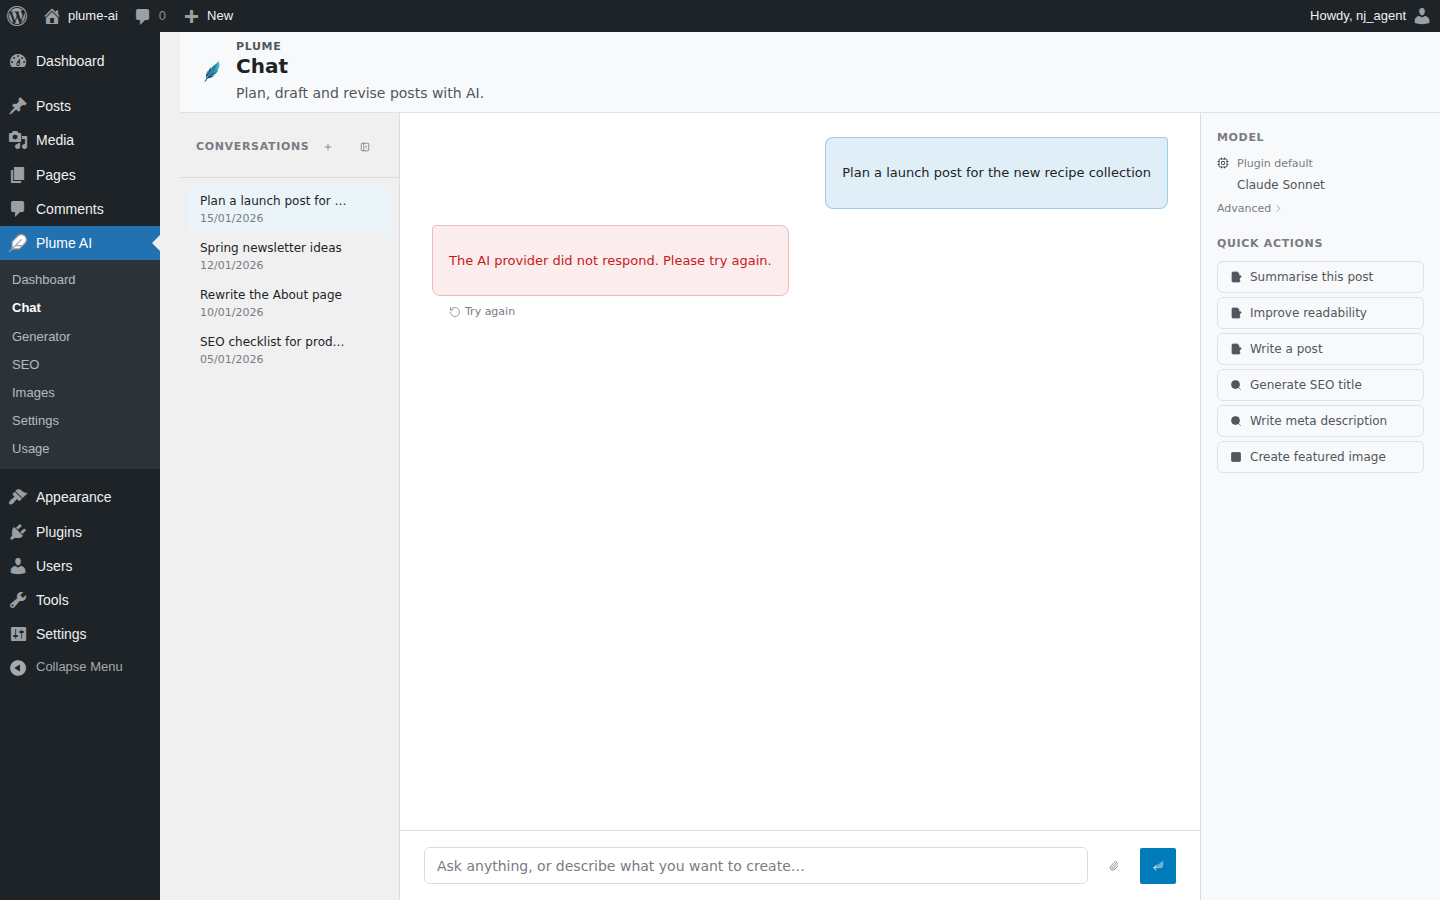 plume-ai
0
New
Howdy, nj_agent
Dashboard
Posts
Media
Pages
Comments
Plume AI
Dashboard
Chat
Generator
SEO
Images
Settings
Usage
Appearance
Plugins
Users
Tools
Settings
Collapse Menu
PLUME
Chat
Plan, draft and revise posts with AI.
CONVERSATIONS
Plan a launch post for ...
15/01/2026
Spring newsletter ideas
12/01/2026
Rewrite the About page
10/01/2026
SEO checklist for prod...
05/01/2026
Plan a launch post for the new recipe collection
The AI provider did not respond. Please try again.
Try again
Ask anything, or describe what you want to create...
MODEL
Plugin default
Claude Sonnet
Advanced
QUICK ACTIONS
Summarise this post
Improve readability
Write a post
Generate SEO title
Write meta description
Create featured image